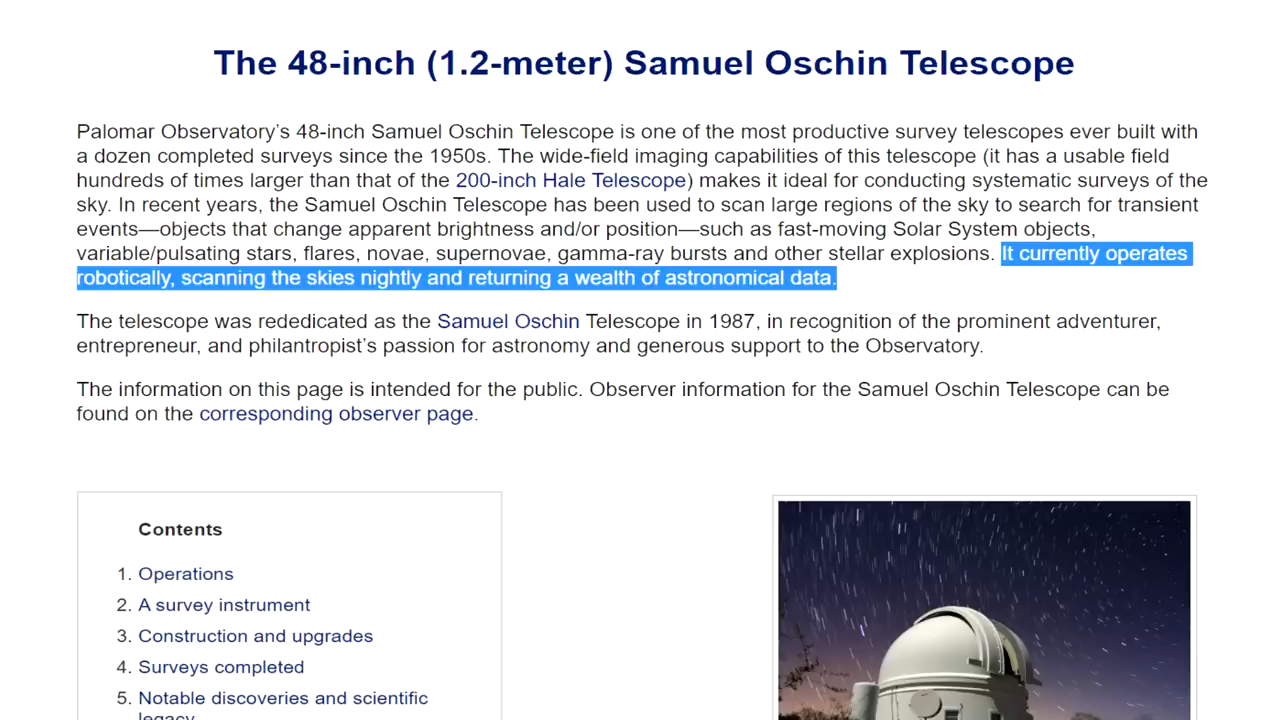 The 48-inch (1.2-meter) Samuel Oschin Telescope
Palomar Observatory's 48-inch Samuel Oschin Telescope is one of the most productive survey telescopes ever built with
a dozen completed surveys since the 1950s. The wide-field imaging capabilities of this telescope (it has a usable field
hundreds of times larger than that of the 200-inch Hale Telescope) makes it ideal for conducting systematic surveys of the
sky. In recent years, the Samuel Oschin Telescope has been used to scan large regions of the sky to search for transient
events—objects that change apparent brightness and/or position—such as fast-moving Solar System objects,
variable/pulsating stars, flares, novae, supernovae, gamma-ray bursts and other stellar explosions. It currently operates
robotically, scanning the skies nightly and returning a wealth of astronomical data.
The telescope was rededicated as the Samuel Oschin Telescope in 1987, in recognition of the prominent adventurer,
entrepreneur, and philantropist's passion for astronomy and generous support to the Observatory.
The information on this page is intended for the public. Observer information for the Samuel Oschin Telescope can be
found on the corresponding observer page.
Contents
1. Operations
2. A survey instrument
3. Construction and upgrades
4. Surveys completed
5. Notable discoveries and scientific
legacy